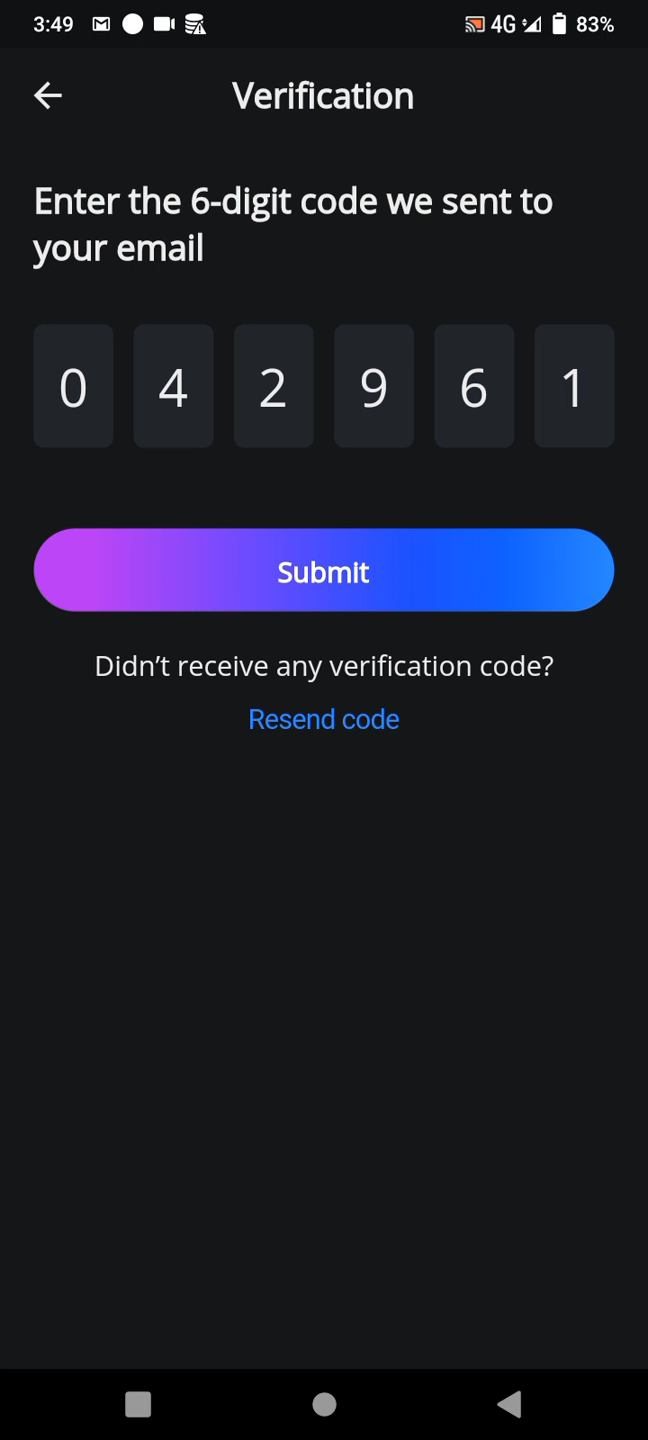 3:49 4G 83%
Verification
Enter the 6-digit code we sent to
your email
0 4 2 9 6 1
Submit
Didn’t receive any verification code?
Resend code